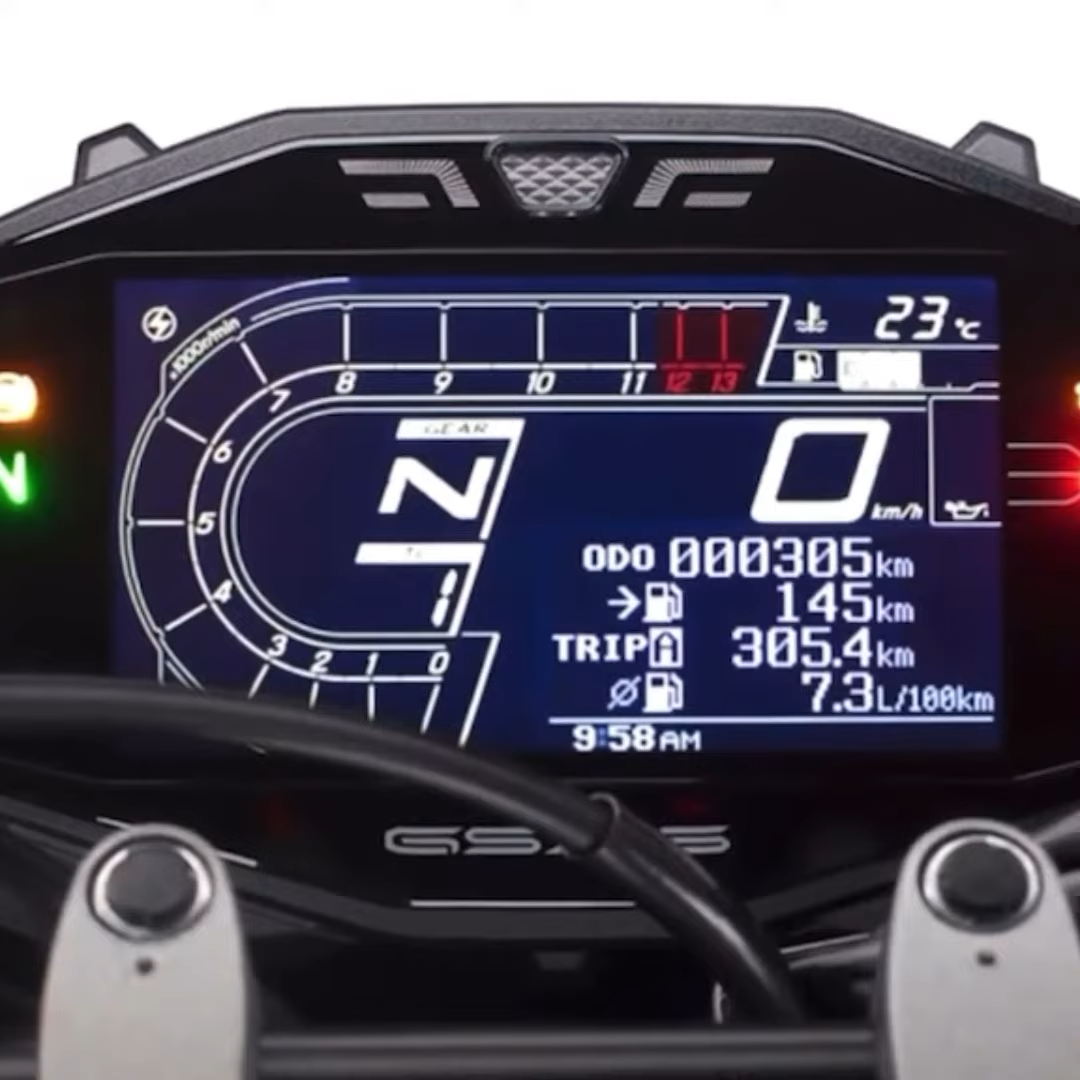 x1000r/min
23 °C
8 9 10 11 12 13
7
6
5
4
3 2 1 0
GEAR
N
N
TC
1
0 km/h
ODO 000305km
→ 145km
TRIP A 305.4km
Ø 7.3L/100km
9:58AM